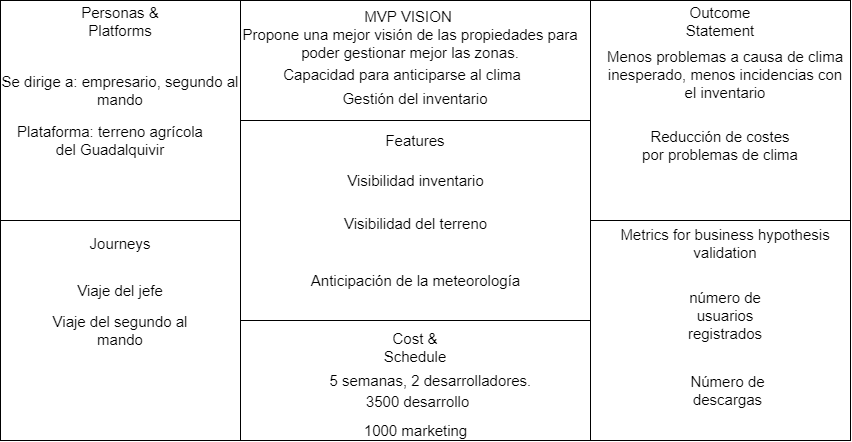 Personas &
Platforms
Se dirige a: empresario, segundo al
mando
Plataforma: terreno agrícola
del Guadalquivir
MVP VISION
Propone una mejor visión de las propiedades para
poder gestionar mejor las zonas.
Capacidad para anticiparse al clima
Gestión del inventario
Outcome
Statement
Menos problemas a causa de clima
inesperado, menos incidencias con
el inventario
Reducción de costes
por problemas de clima
Features
Visibilidad inventario
Visibilidad del terreno
Anticipación de la meteorología
Journeys
Viaje del jefe
Viaje del segundo al
mando
Cost &
Schedule
5 semanas, 2 desarrolladores.
3500 desarrollo
1000 marketing
Metrics for business hypothesis
validation
número de
usuarios
registrados
Número de
descargas